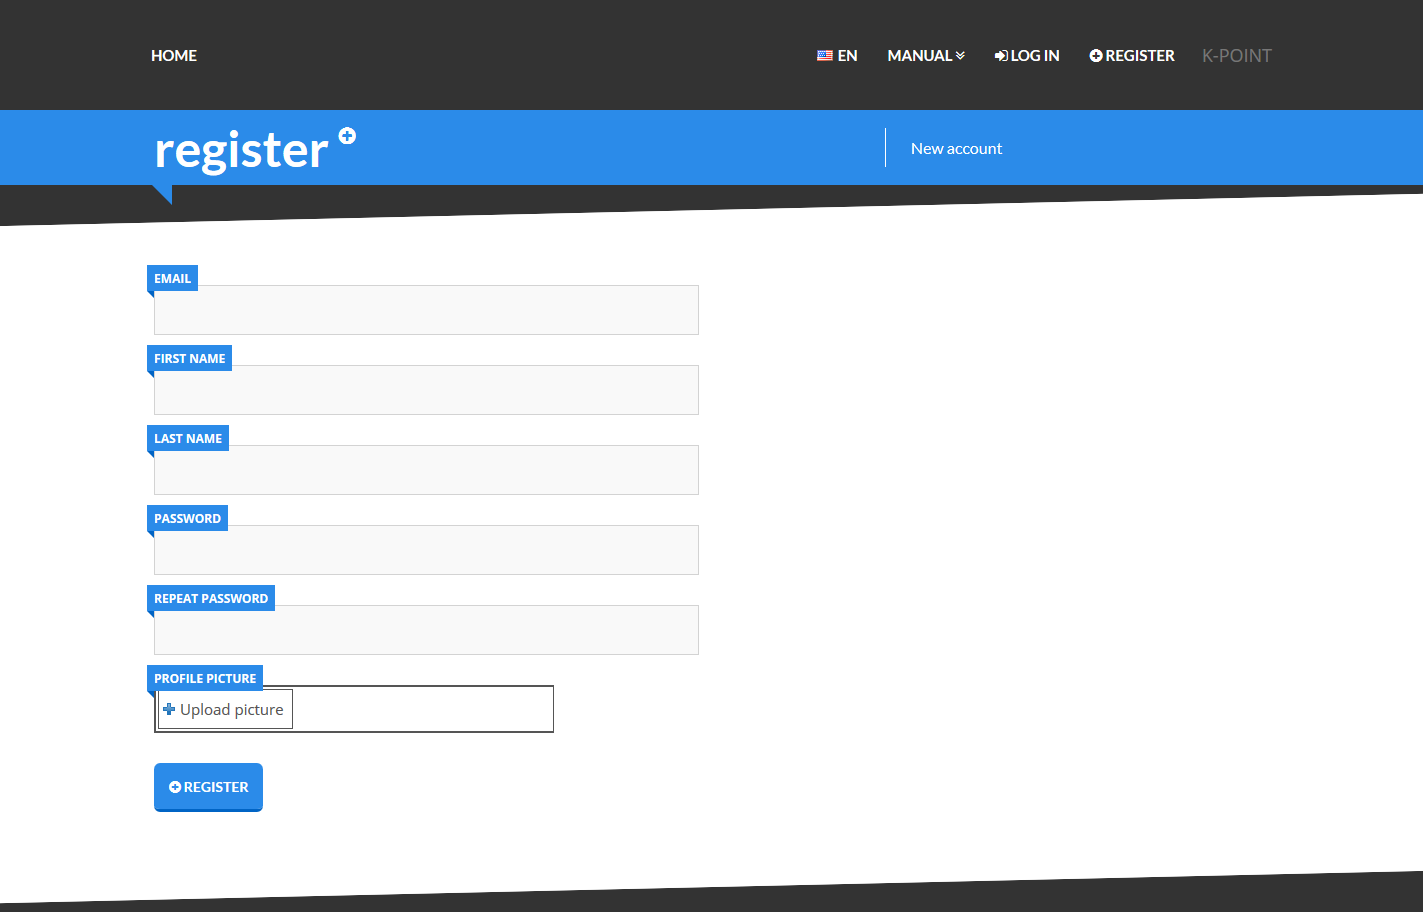 HOME
EN
MANUAL
LOG IN
REGISTER
K-POINT
register
New account
EMAIL
FIRST NAME
LAST NAME
PASSWORD
REPEAT PASSWORD
PROFILE PICTURE
Upload picture
REGISTER